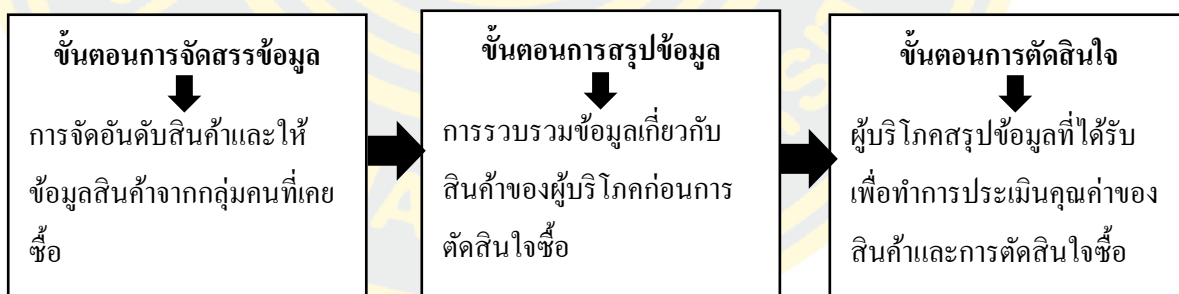 ขั้นตอนการจัดสรรข้อมูล
การจัดอันดับสินค้าและให้
ข้อมูลสินค้าจากกลุ่มคนที่เคย
ซื้อ
ขั้นตอนการสรุปข้อมูล
การรวบรวมข้อมูลเกี่ยวกับ
สินค้าของผู้บริโภคก่อนการ
ตัดสินใจซื้อ
ขั้นตอนการตัดสินใจ
ผู้บริโภคสรุปข้อมูลที่ได้รับ
เพื่อทำการประเมินคุณค่าของ
สินค้าและการตัดสินใจซื้อ